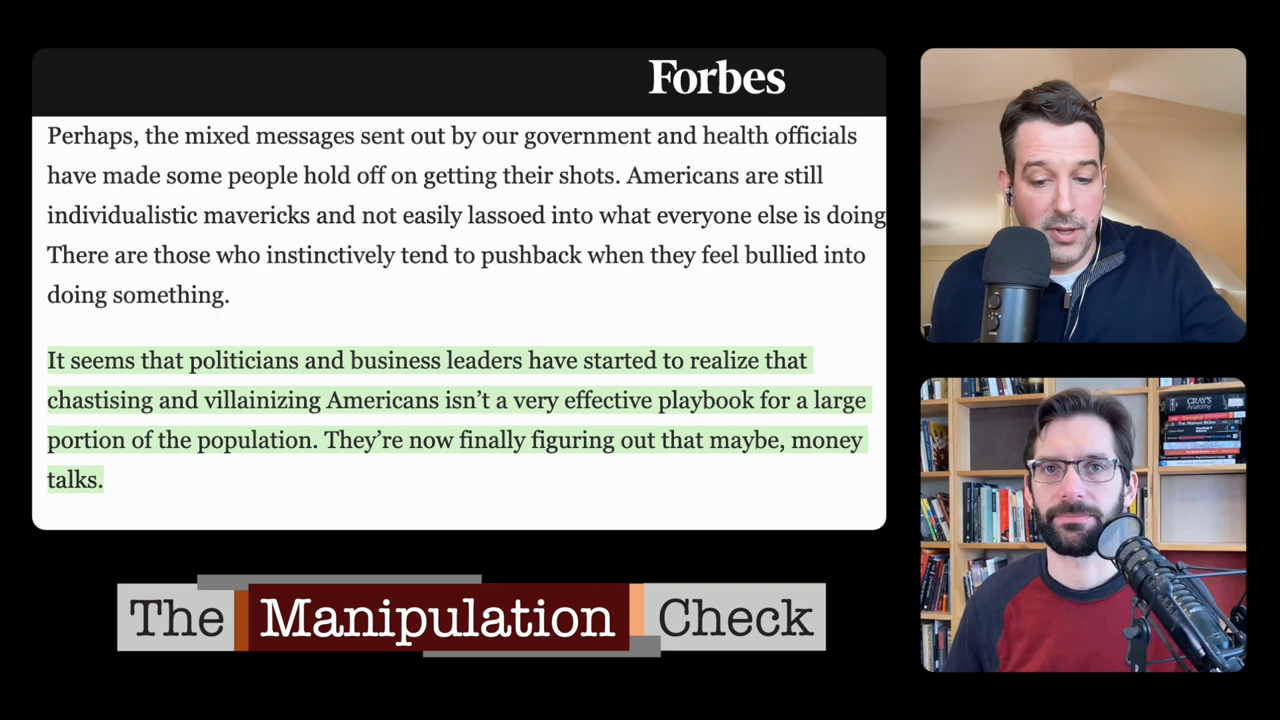 Forbes
Perhaps, the mixed messages sent out by our government and health officials
have made some people hold off on getting their shots. Americans are still
individualistic mavericks and not easily lassoed into what everyone else is doing
There are those who instinctively tend to pushback when they feel bullied into
doing something.
It seems that politicians and business leaders have started to realize that
chastising and villainizing Americans isn’t a very effective playbook for a large
portion of the population. They’re now finally figuring out that maybe, money
talks.
The Manipulation Check
GRAY'S
Anatomy